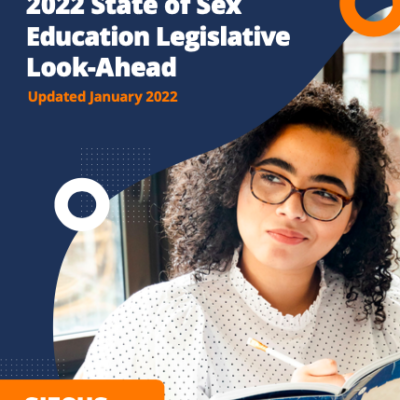 2022 State of Sex
Education Legislative
Look-Ahead
Updated January 2022